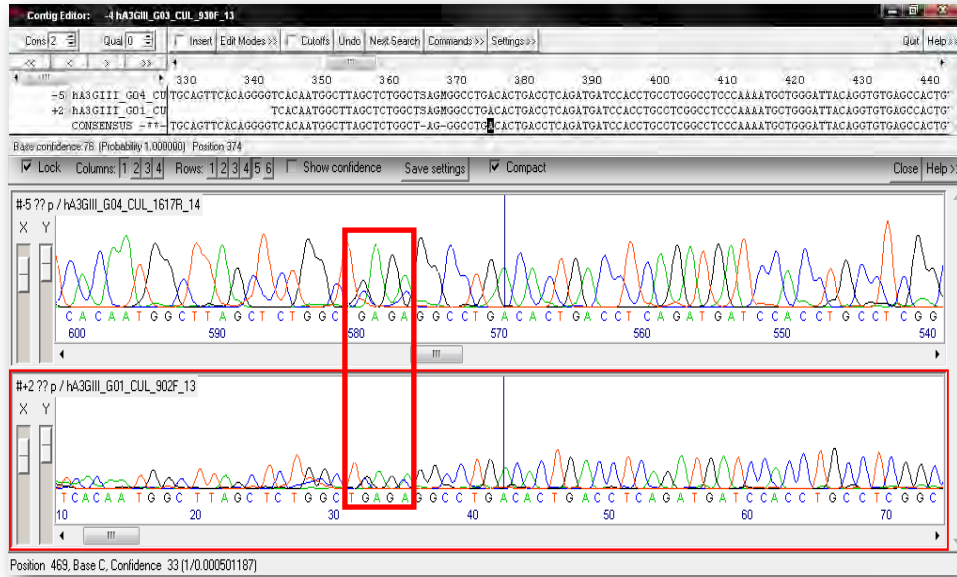 Contig Editor: -4 hA3GIII_G03_CUL_930F_13
Cons 2 Qual 0 Insert Edit Modes >> Cutoffs Undo Next Search Commands >> Settings >> Quit Help >>
<< < > >>
330 340 350 360 370 380 390 400 410 420 430 440
-5 hA3GIII_G04_CU TGCAGTTCACAGGGGTCACAATGGCTTAGCTCTGGCTSAGMGGCCTGACACTGACCTCAGATGATCCACCTGCCTCGGCCTCCCAAAATGCTGGGATTACAGGTGTGAGCCACTG
+2 hA3GIII_G01_CU TCACAATGGCTTAGCTCTGGCTSAGMGGCCTGACACTGACCTCAGATGATCCACCTGCCTCGGCCTCCCAAAATGCTGGGATTACAGGTGTGAGCCACTG
CONSENSUS -**- TGCAGTTCACAGGGGTCACAATGGCTTAGCTCTGGCT-AG-GGCCTGACACTGACCTCAGATGATCCACCTGCCTCGGCCTCCCAAAATGCTGGGATTACAGGTGTGAGCCACTG
Base confidence:76 (Probability 1.000000) Position 374
Lock Columns: 1 2 3 4 Rows: 1 2 3 4 5 6 Show confidence Save settings Compact Close Help >
#-5 ?? p / hA3GIII_G04_CUL_1617R_14
X Y
C A C A A T G G C T T A G C T C T G G C T G A G A G G C C T G A C A C T G A C C T C A G A T G A T C C A C C T G C C T C G G
600 590 580 570 560 550 540
#+2 ?? p / hA3GIII_G01_CUL_902F_13
X Y
T C A C A A T G G C T T A G C T C T G G C T G A G A G G C C T G A C A C T G A C C T C A G A T G A T C C A C C T G C C T C G G C
10 20 30 40 50 60 70
Position 469, Base C, Confidence 33 (1/0.000501187)